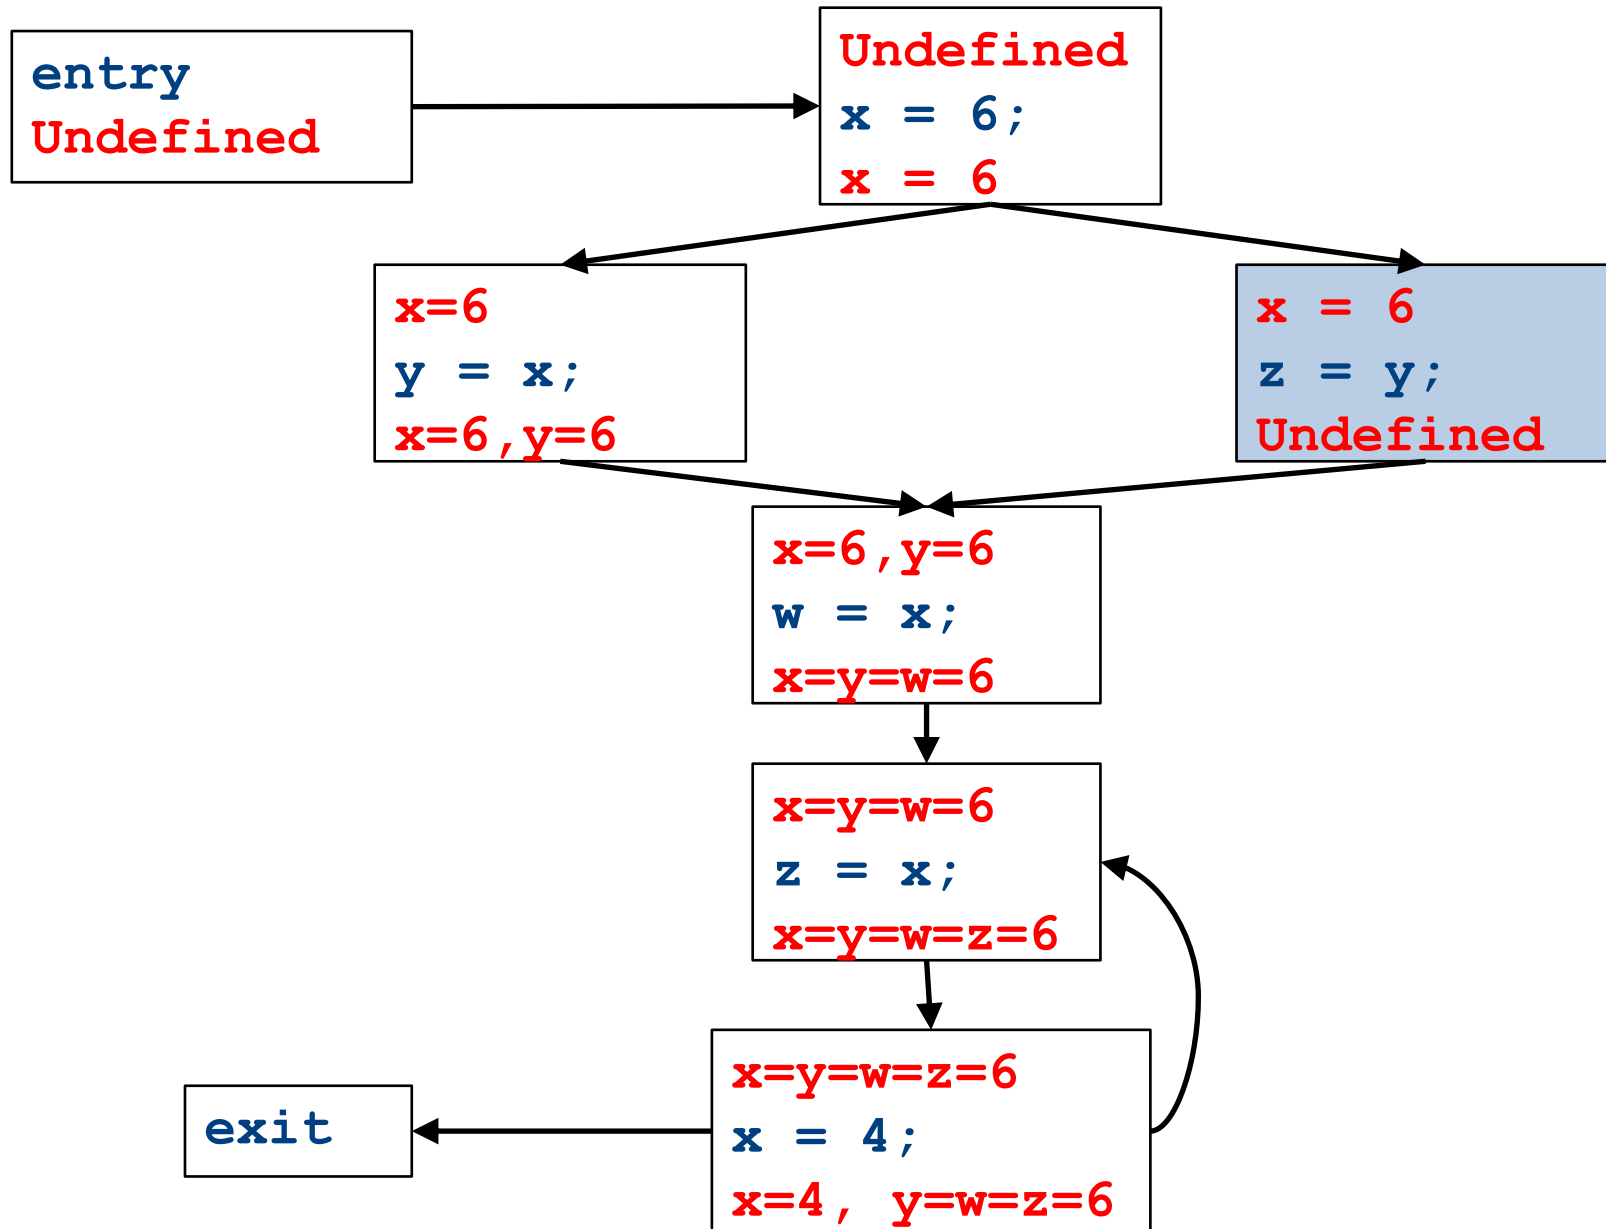 entry
Undefined
Undefined
x = 6;
x = 6
x=6
y = x;
x=6,y=6
x = 6
z = y;
Undefined
x=6,y=6
w = x;
x=y=w=6
x=y=w=6
z = x;
x=y=w=z=6
x=y=w=z=6
x = 4;
x=4, y=w=z=6
exit